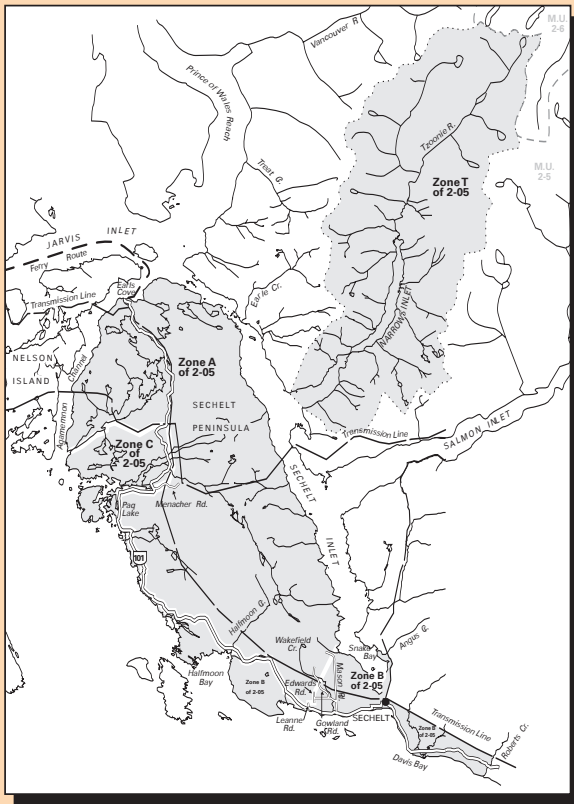 M.U.
2-6
Vancouver R
Prince of Wales
Reach
Tzoonie R.
M.U.
2-5
Treat Cr.
Zone T
of 2-05
JARVIS INLET
Ferry Route
Earls
Cove
Earle Cr.
Transmission Line
NARROWS INLET
NELSON
ISLAND
Channel
Agamemnon
Zone A
of 2-05
SECHELT
PENINSULA
Transmission Line
SALMON INLET
Zone C
of
2-05
SECHELT INLET
Paq
Lake
Menacher Rd.
101
Halfmoon Cr.
Wakefield
Cr.
Snake
Bay
Angus Cr.
Halfmoon
Bay
Zone B
of 2-05
Edwards
Rd.
Mason Rd.
Zone B
of 2-05
Leanne
Rd.
Gowland
Rd.
SECHELT
Transmission Line
Zone B
of 2-05
Davis Bay
Roberts Cr.